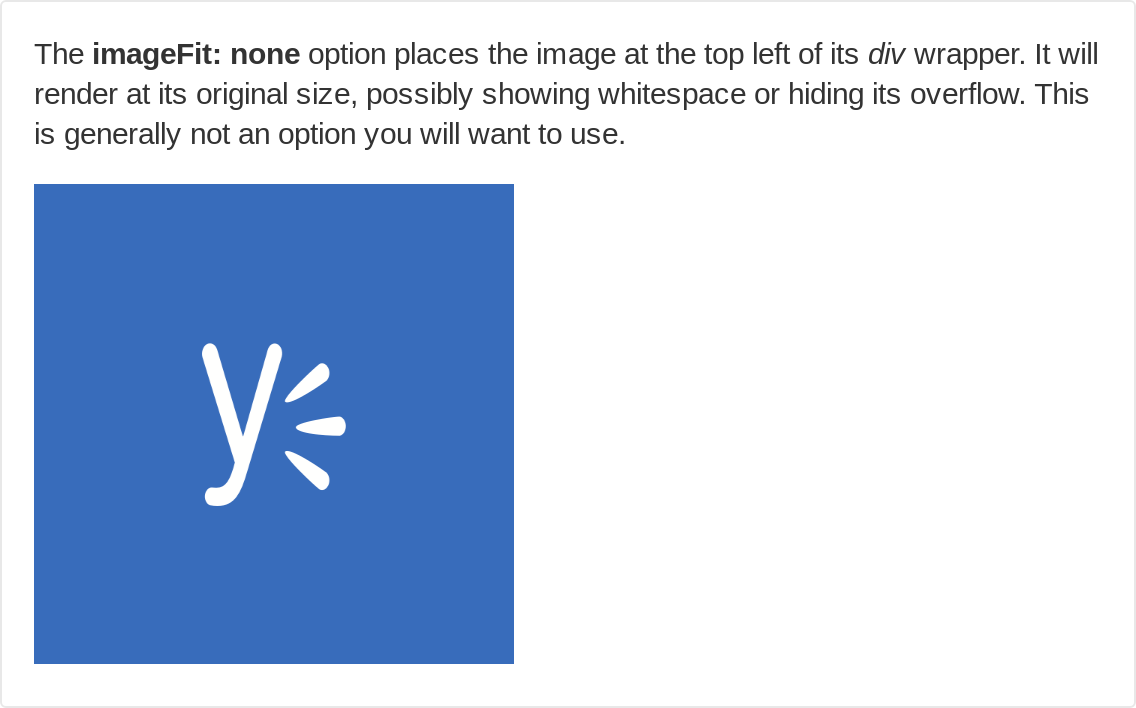 The imageFit: none option places the image at the top left of its div wrapper. It will
render at its original size, possibly showing whitespace or hiding its overflow. This
is generally not an option you will want to use.
y